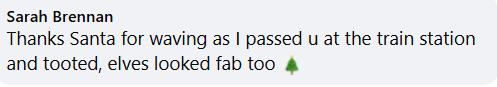 Sarah Brennan
Thanks Santa for waving as I passed u at the train station
and tooted, elves looked fab too 🌲